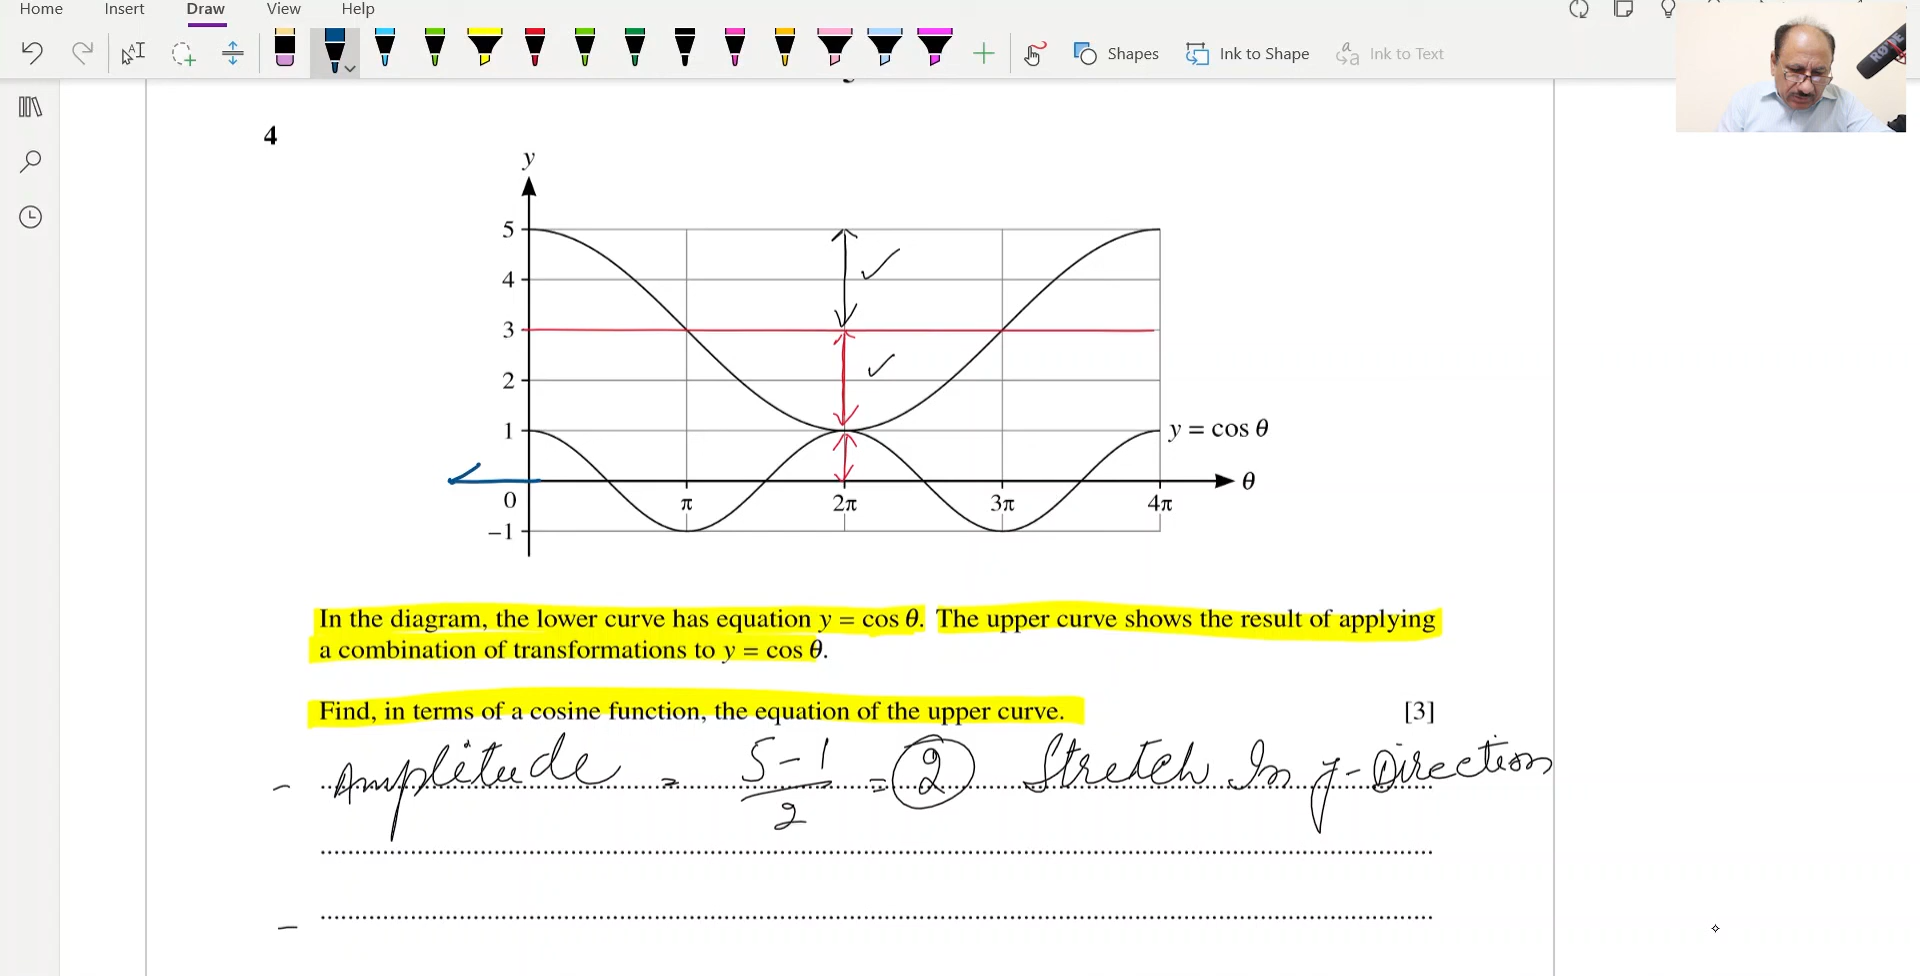 Home Insert Draw View Help
Shapes Ink to Shape Ink to Text
RODE
4
y
5
4
3
2
1
y = cos θ
θ
0
π 2π 3π 4π
−1
In the diagram, the lower curve has equation y = cos θ. The upper curve shows the result of applying
a combination of transformations to y = cos θ.
Find, in terms of a cosine function, the equation of the upper curve. [3]
- Amplitude = 5-1/2 = 2 Stretch In y-Direction
-